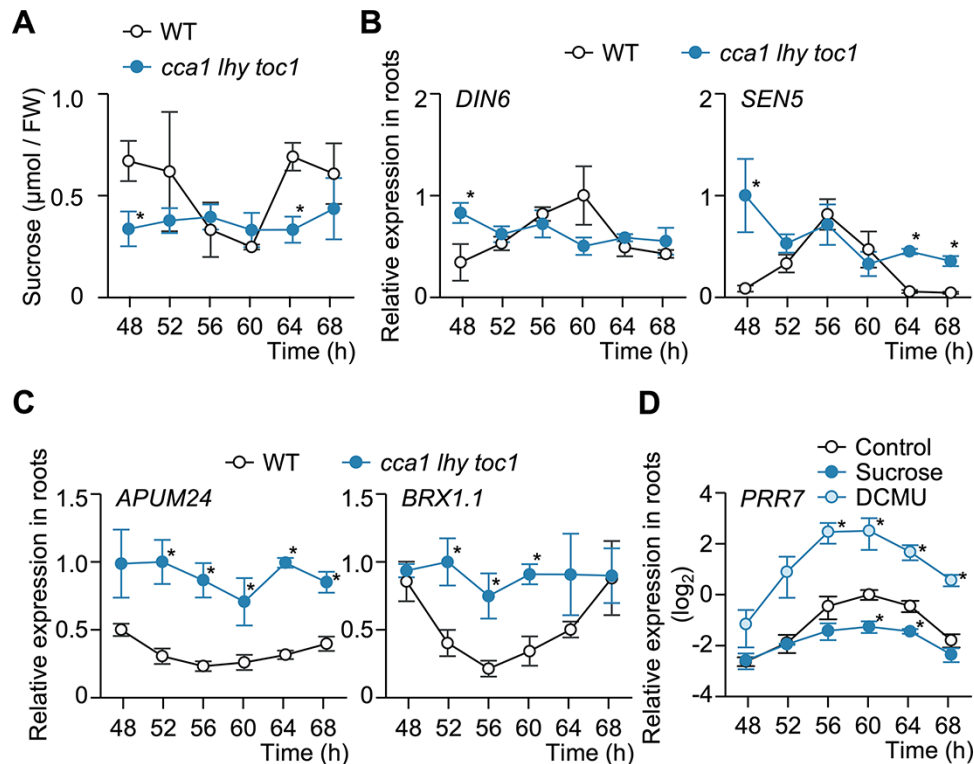 A
WT
cca1 lhy toc1
Sucrose (µmol / FW)
1.0
0.5
0
48 52 56 60 64 68
Time (h)
*
*
B
WT
cca1 lhy toc1
Relative expression in roots
DIN6
2
1
0
48 52 56 60 64 68
Time (h)
*
SEN5
2
1
0
48 52 56 60 64 68
Time (h)
*
*
*
C
WT
cca1 lhy toc1
Relative expression in roots
APUM24
1.5
1.0
0.5
0
48 52 56 60 64 68
Time (h)
*
*
*
*
*
BRX1.1
1.5
1.0
0.5
0
48 52 56 60 64 68
Time (h)
*
*
*
D
Control
Sucrose
DCMU
Relative expression in roots
(log2)
PRR7
4
2
0
-2
-4
48 52 56 60 64 68
Time (h)
*
*
*
*
*
*